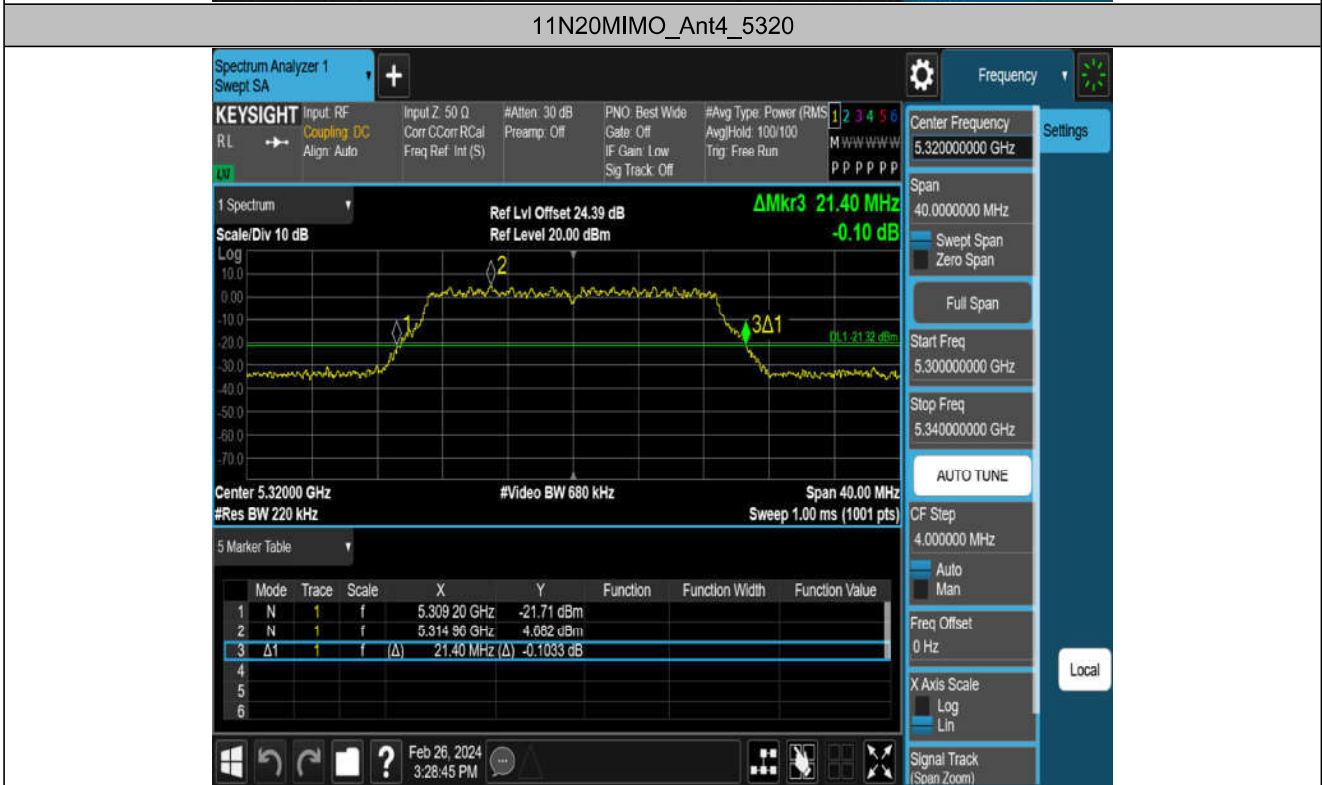 11N20MIMO_Ant4_5320
Spectrum Analyzer 1
Swept SA
+
Frequency
KEYSIGHT
RL
Input: RF
Coupling: DC
Align: Auto
Input Z: 50 Ω
Corr CCorr RCal
Freq Ref: Int (S)
#Atten: 30 dB
Preamp: Off
PNO: Best Wide
Gate: Off
IF Gain: Low
Sig Track: Off
#Avg Type: Power (RMS
Avg|Hold: 100/100
Trig: Free Run
1 2 3 4 5 6
M W W W W W
P P P P P P
Center Frequency
5.320000000 GHz
Settings
Span
40.0000000 MHz
Swept Span
Zero Span
Full Span
Start Freq
5.300000000 GHz
Stop Freq
5.340000000 GHz
AUTO TUNE
CF Step
4.000000 MHz
Auto
Man
Freq Offset
0 Hz
X Axis Scale
Log
Lin
Local
Signal Track
(Span Zoom)
1 Spectrum
Scale/Div 10 dB
Ref Lvl Offset 24.39 dB
Ref Level 20.00 dBm
ΔMkr3 21.40 MHz
-0.10 dB
Log
10.0
0.00
-10.0
-20.0
-30.0
-40.0
-50.0
-60.0
-70.0
1
2
3Δ1
DL1 -21.32 dBm
Center 5.32000 GHz
#Res BW 220 kHz
#Video BW 680 kHz
Span 40.00 MHz
Sweep 1.00 ms (1001 pts)
5 Marker Table
Mode Trace Scale X Y Function Function Width Function Value
1 N 1 f 5.309 20 GHz -21.71 dBm
2 N 1 f 5.314 96 GHz 4.682 dBm
3 Δ1 1 f (Δ) 21.40 MHz (Δ) -0.1033 dB
4
5
6
?
Feb 26, 2024
3:28:45 PM